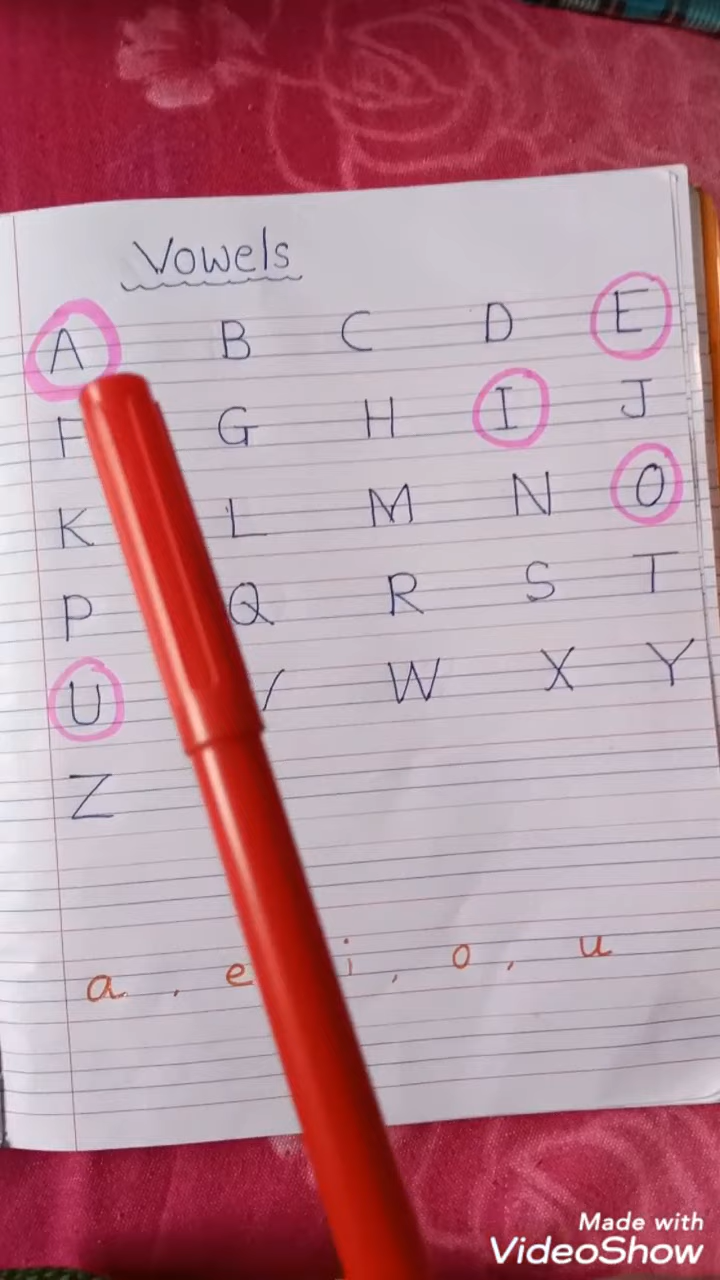 Vowels
A B C D E
F G H I J
K L M N O
P Q R S T
U V W X Y
Z
a , e i , o , u
Made with
VideoShow